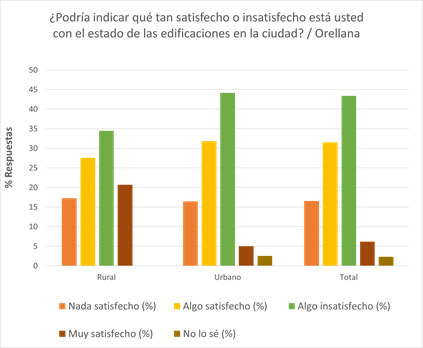 ¿Podría indicar qué tan satisfecho o insatisfecho está usted
con el estado de las edificaciones en la ciudad? / Orellana
% Respuestas
50
45
40
35
30
25
20
15
10
5
0
Rural
Urbano
Total
Nada satisfecho (%)
Algo satisfecho (%)
Algo insatisfecho (%)
Muy satisfecho (%)
No lo sé (%)